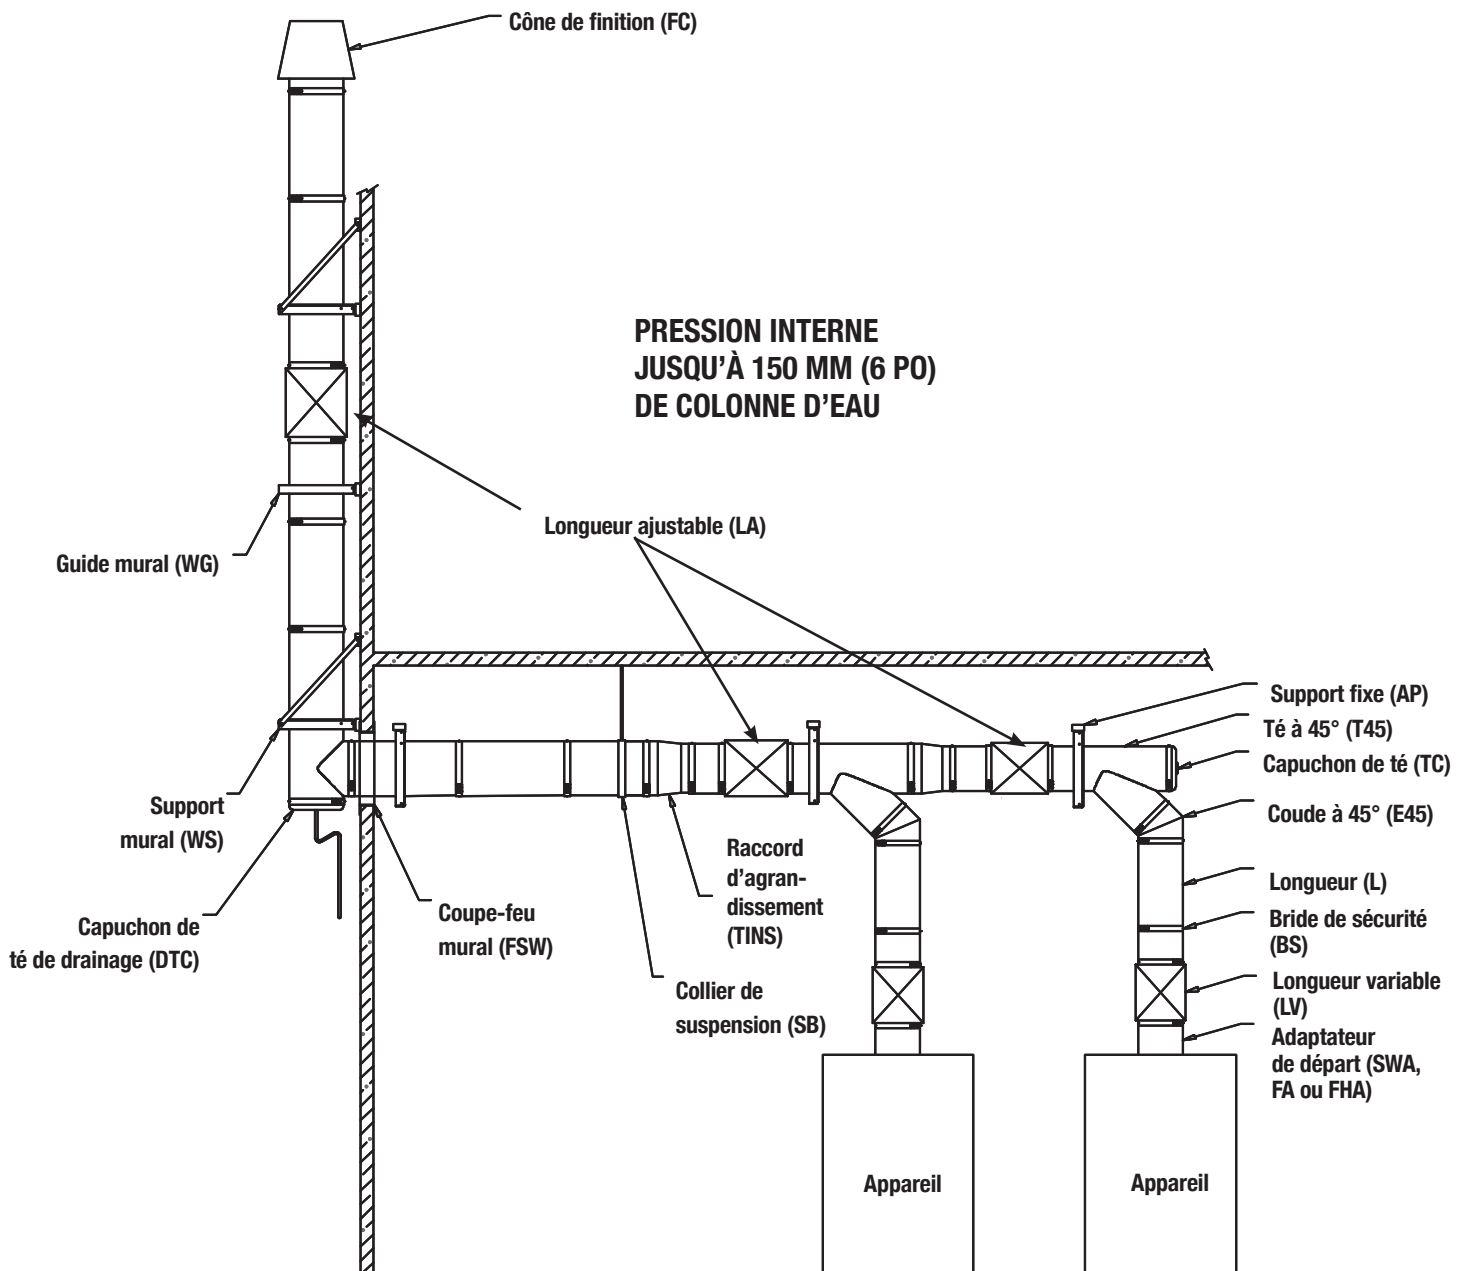 Cône de finition (FC)
PRESSION INTERNE
JUSQU’À 150 MM (6 PO)
DE COLONNE D’EAU
Longueur ajustable (LA)
Guide mural (WG)
Support
mural (WS)
Capuchon de
té de drainage (DTC)
Coupe-feu
mural (FSW)
Raccord
d’agran-
dissement
(TINS)
Collier de
suspension (SB)
Support fixe (AP)
Té à 45° (T45)
Capuchon de té (TC)
Coude à 45° (E45)
Longueur (L)
Bride de sécurité
(BS)
Longueur variable
(LV)
Adaptateur
de départ (SWA,
FA ou FHA)
Appareil
Appareil